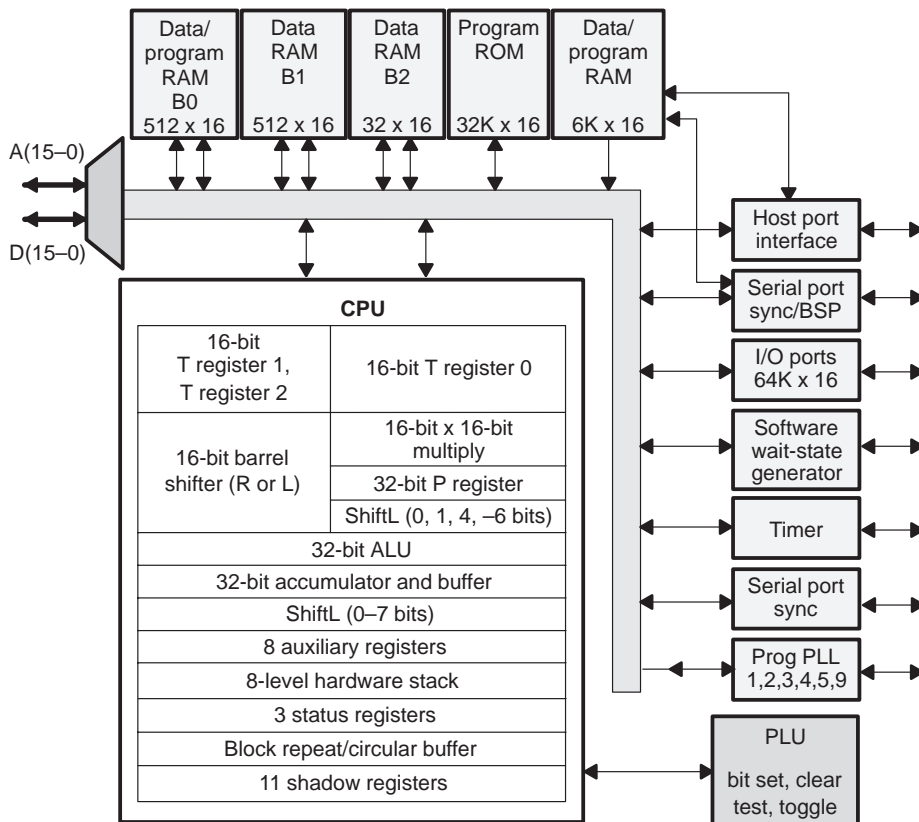 Data/
program
RAM
B0
512 x 16
Data
RAM
B1
512 x 16
Data
RAM
B2
32 x 16
Program
ROM
32K x 16
Data/
program
RAM
6K x 16
A(15–0)
D(15–0)
Host port
interface
Serial port
sync/BSP
I/O ports
64K x 16
Software
wait-state
generator
Timer
Serial port
sync
Prog PLL
1,2,3,4,5,9
CPU
16-bit
T register 1,
T register 2
16-bit T register 0
16-bit barrel
shifter (R or L)
16-bit x 16-bit
multiply
32-bit P register
ShiftL (0, 1, 4, –6 bits)
32-bit ALU
32-bit accumulator and buffer
ShiftL (0–7 bits)
8 auxiliary registers
8-level hardware stack
3 status registers
Block repeat/circular buffer
11 shadow registers
PLU
bit set, clear
test, toggle